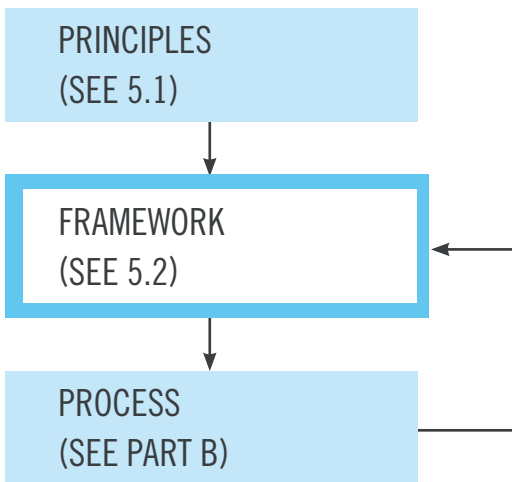 PRINCIPLES
(SEE 5.1)
FRAMEWORK
(SEE 5.2)
PROCESS
(SEE PART B)